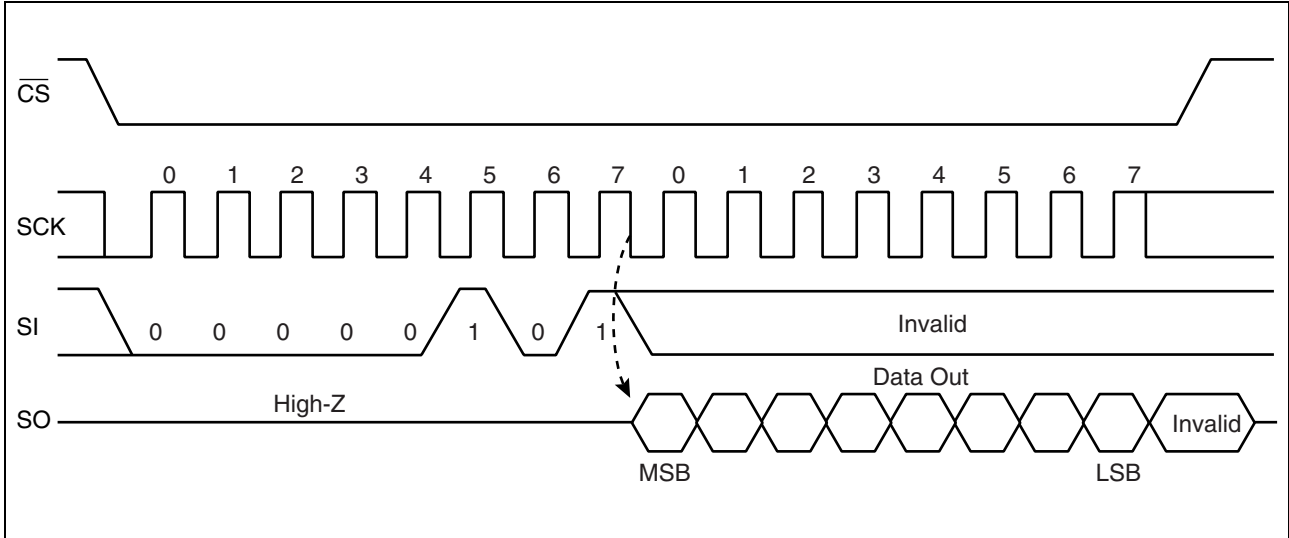 CS
0 1 2 3 4 5 6 7 0 1 2 3 4 5 6 7
SCK
SI
0 0 0 0 0 1 0 1
Invalid
Data Out
High-Z
SO
Invalid
MSB
LSB